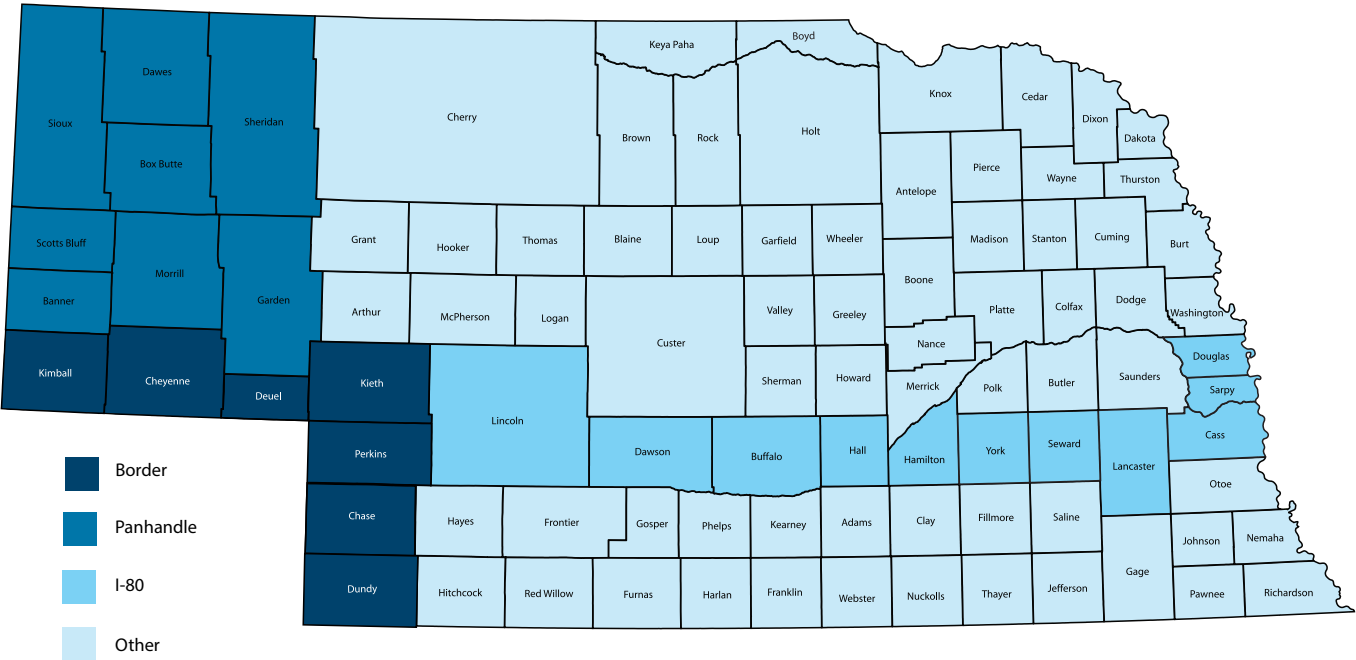 Keya Paha
Boyd
Dawes
Knox
Cedar
Sioux
Sheridan
Cherry
Brown
Rock
Holt
Dixon
Dakota
Box Butte
Pierce
Wayne
Thurston
Antelope
Scotts Bluff
Grant
Hooker
Thomas
Blaine
Loup
Garfield
Wheeler
Madison
Stanton
Cuming
Burt
Morrill
Boone
Banner
Garden
Arthur
McPherson
Logan
Custer
Valley
Greeley
Platte
Colfax
Dodge
Washington
Nance
Kimball
Cheyenne
Deuel
Kieth
Sherman
Howard
Merrick
Polk
Butler
Saunders
Douglas
Sarpy
Lincoln
Perkins
Dawson
Buffalo
Hall
Hamilton
York
Seward
Lancaster
Cass
Otoe
Chase
Hayes
Frontier
Gosper
Phelps
Kearney
Adams
Clay
Fillmore
Saline
Johnson
Nemaha
Dundy
Hitchcock
Red Willow
Furnas
Harlan
Franklin
Webster
Nuckolls
Thayer
Jefferson
Gage
Pawnee
Richardson
Border
Panhandle
I-80
Other